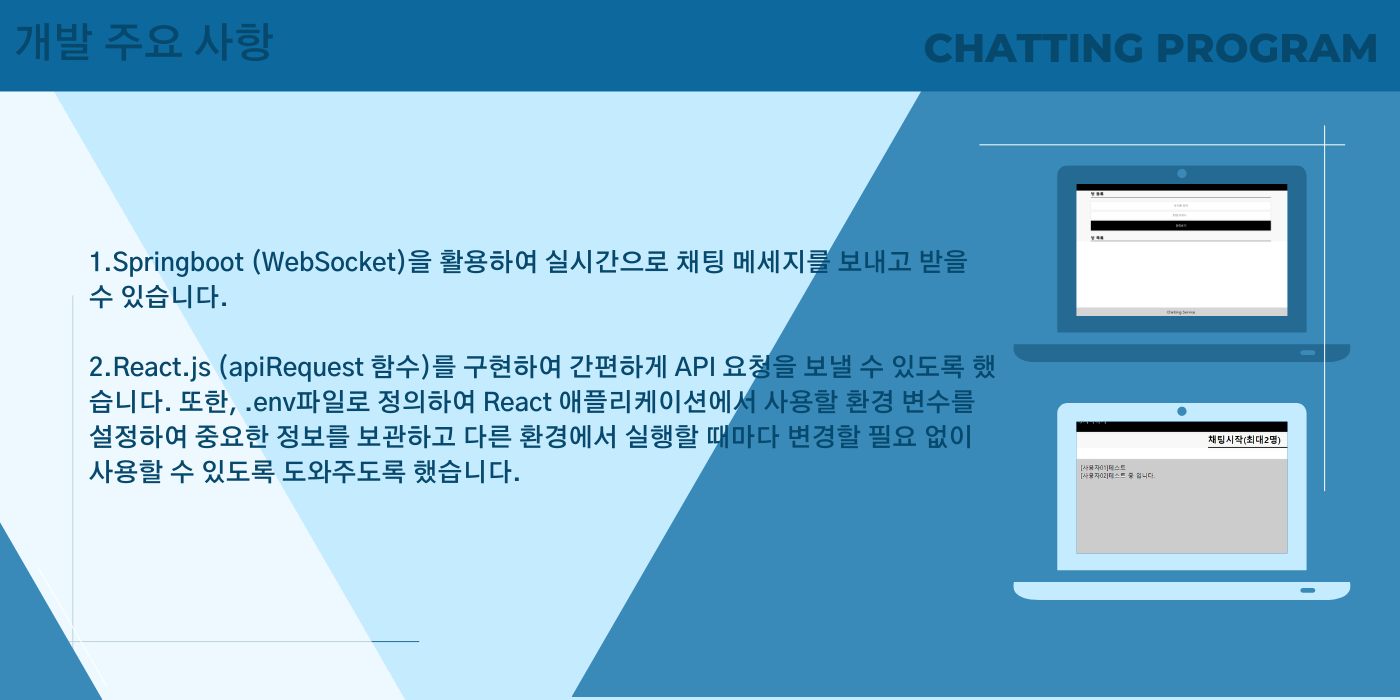 개발 주요 사항
CHATTING PROGRAM
1.Springboot (WebSocket)을 활용하여 실시간으로 채팅 메세지를 보내고 받을
수 있습니다.
2.React.js (apiRequest 함수)를 구현하여 간편하게 API 요청을 보낼 수 있도록 했
습니다. 또한, .env파일로 정의하여 React 애플리케이션에서 사용할 환경 변수를
설정하여 중요한 정보를 보관하고 다른 환경에서 실행할 때마다 변경할 필요 없이
사용할 수 있도록 도와주도록 했습니다.
방 목록
Chatting Service
채팅시작(최대2명)
[사용자01]테스트
[사용자02]테스트 중 입니다.